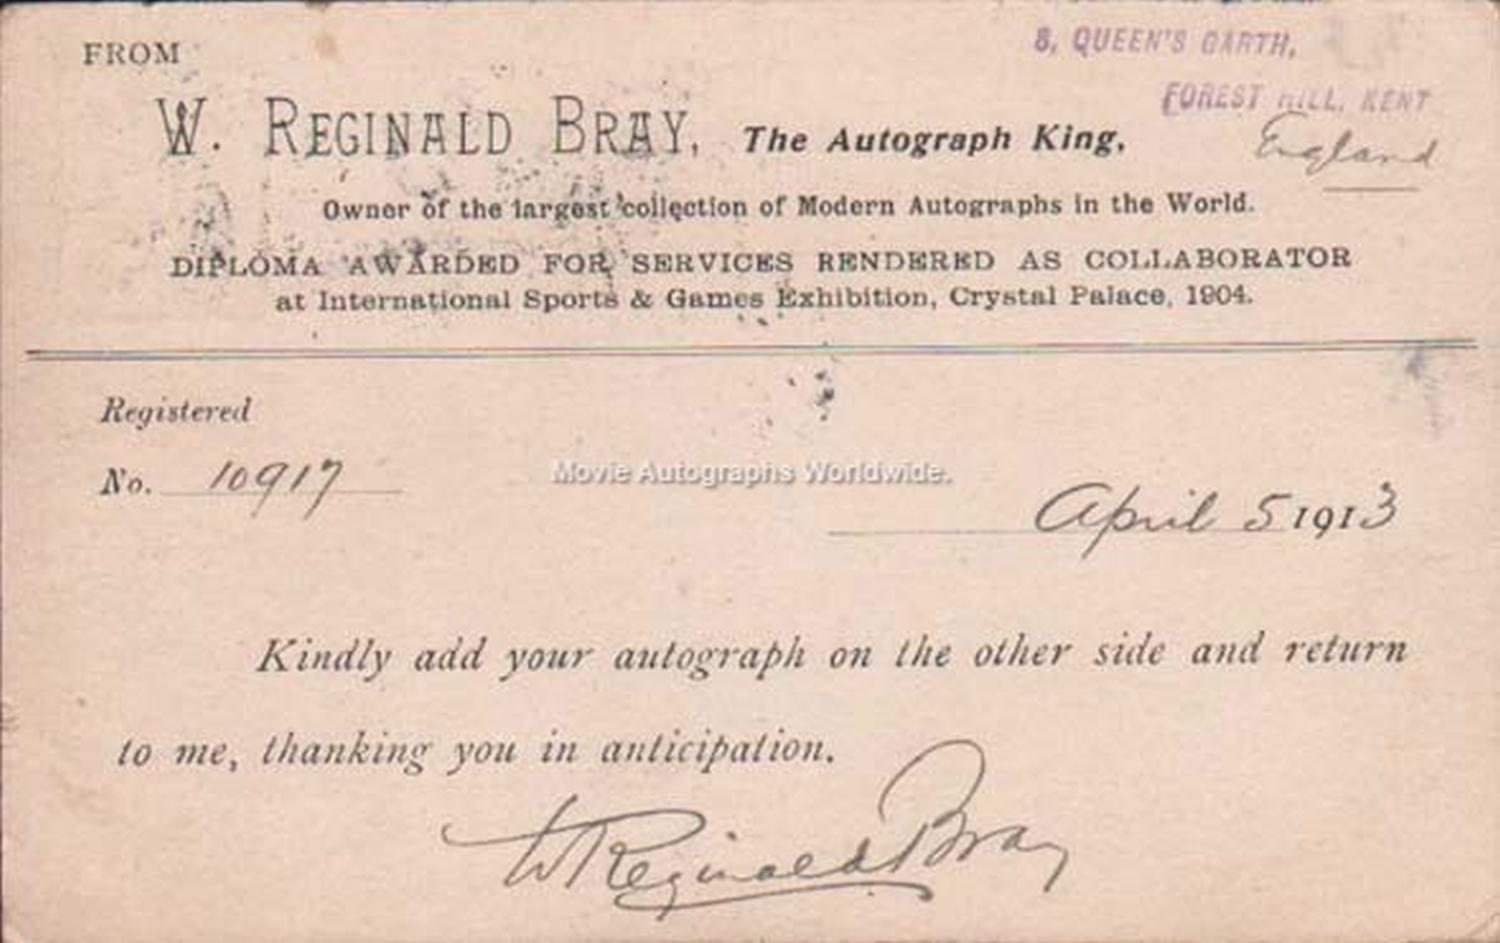 8, QUEEN'S GARTH,
FROM
FOREST HILL, KENT
W. REGINALD BRAY, The Autograph King,
England
Owner of the largest collection of Modern Autographs in the World.
DIPLOMA AWARDED FOR SERVICES RENDERED AS COLLABORATOR
at International Sports & Games Exhibition, Crystal Palace, 1904.
Registered
No. 10917
Movie Autographs Worldwide.
April 5 1913
Kindly add your autograph on the other side and return
to me, thanking you in anticipation.
W Reginald Bray